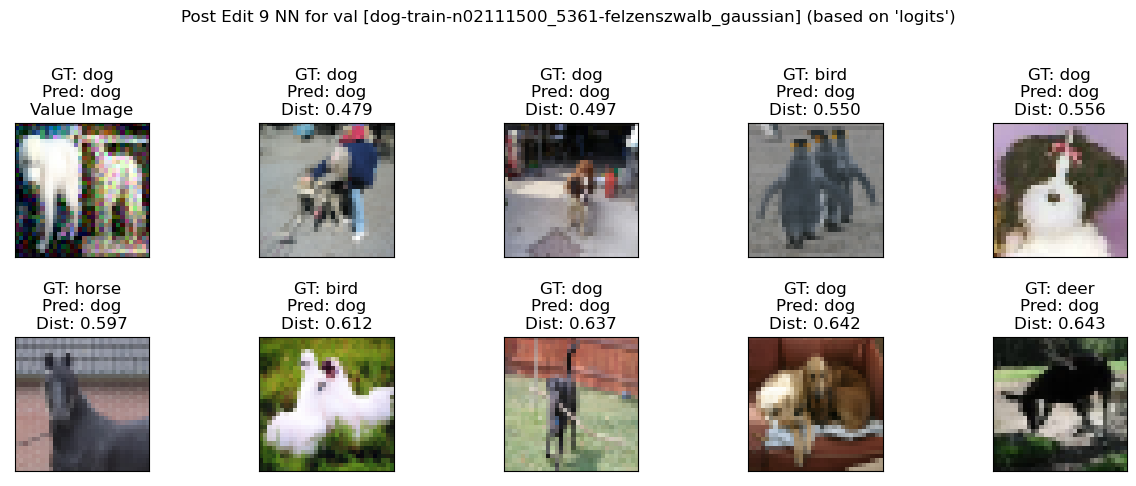 Post Edit 9 NN for val [dog-train-n02111500_5361-felzenszwalb_gaussian] (based on 'logits')
GT: dog
Pred: dog
Value Image
GT: dog
Pred: dog
Dist: 0.479
GT: dog
Pred: dog
Dist: 0.497
GT: bird
Pred: dog
Dist: 0.550
GT: dog
Pred: dog
Dist: 0.556
GT: horse
Pred: dog
Dist: 0.597
GT: bird
Pred: dog
Dist: 0.612
GT: dog
Pred: dog
Dist: 0.637
GT: dog
Pred: dog
Dist: 0.642
GT: deer
Pred: dog
Dist: 0.643